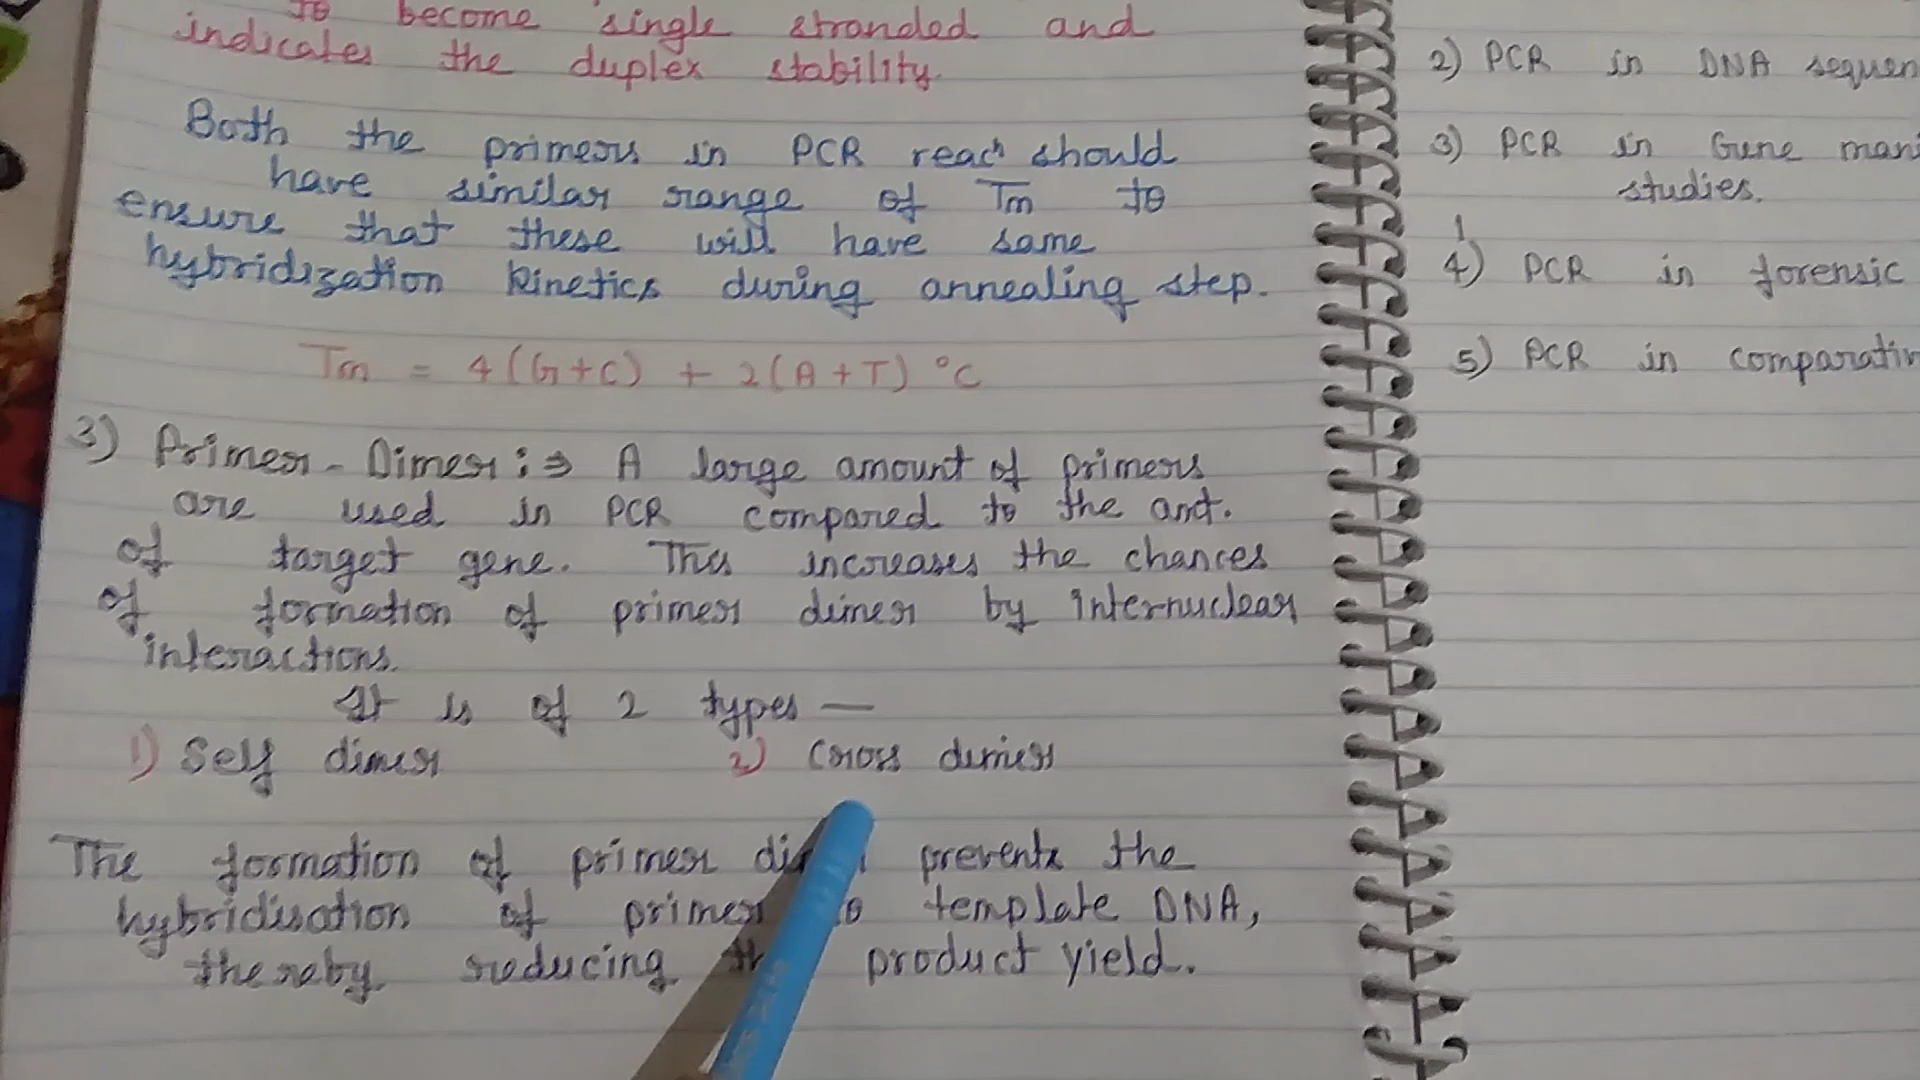 to become single stranded and
indicates the duplex stability.
Both the primers in PCR reacn should
have similar range of Tm to
ensure that these will have same
hybridization kinetics during annealing step.
Tm = 4(G+C) + 2(A+T) °C
3) Primer-Dimer :⇒ A large amount of primers
are used in PCR compared to the amt.
of target gene. This increases the chances
of formation of primer dimer by internuclear
interactions.
It is of 2 types —
1) Self dimer 2) Cross dimer
The formation of primer prevents the
hybridisation of primer template DNA,
thereby reducing product yield.
2) PCR in DNA sequen
3) PCR in Gene mani
studies.
4) PCR in forensic
5) PCR in comparativ